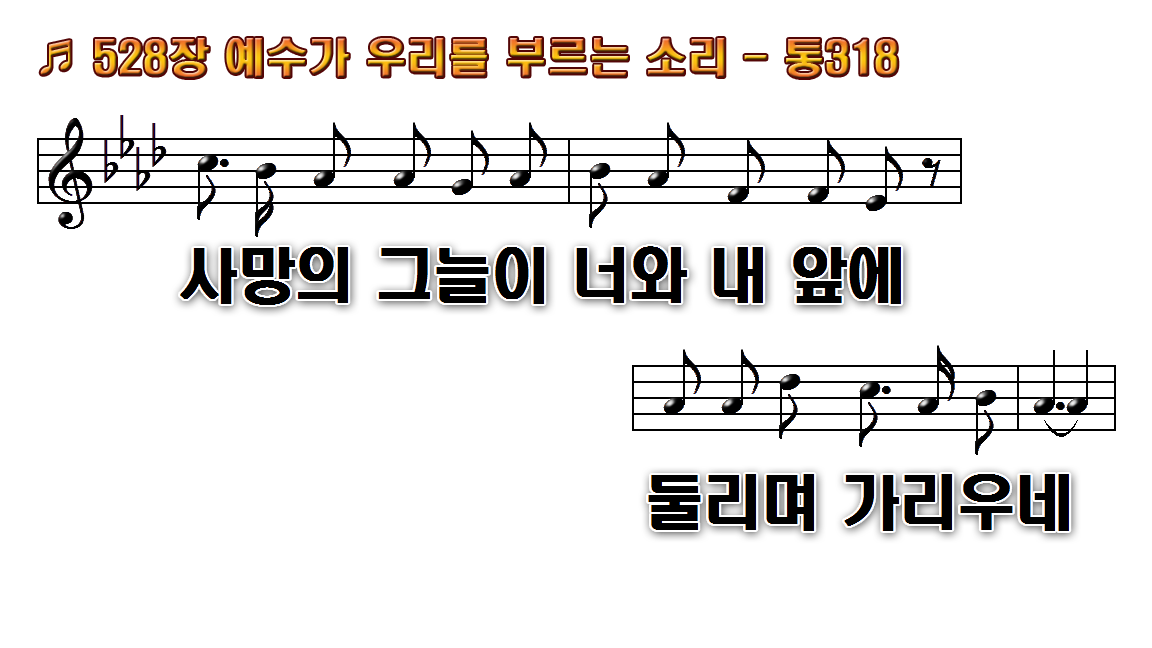 528장 예수가 우리를 부르는 소리 - 통318
사망의 그늘이 너와 내 앞에
둘리며 가리우네